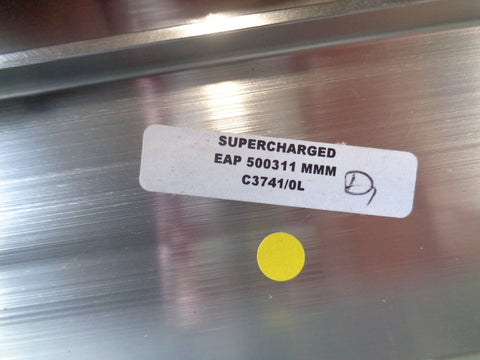 SUPERCHARGED
EAP 500311 MMM
C3741/0L
D,